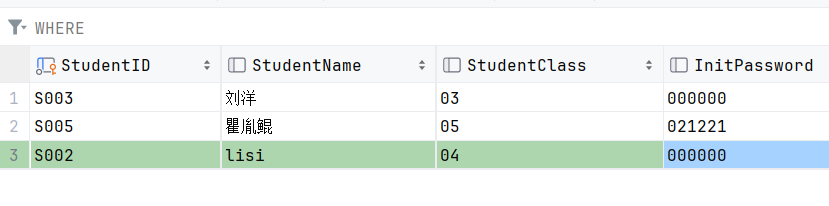 WHERE
StudentID StudentName StudentClass InitPassword
1 S003 刘洋 03 000000
2 S005 瞿胤鲲 05 021221
3 S002 lisi 04 000000